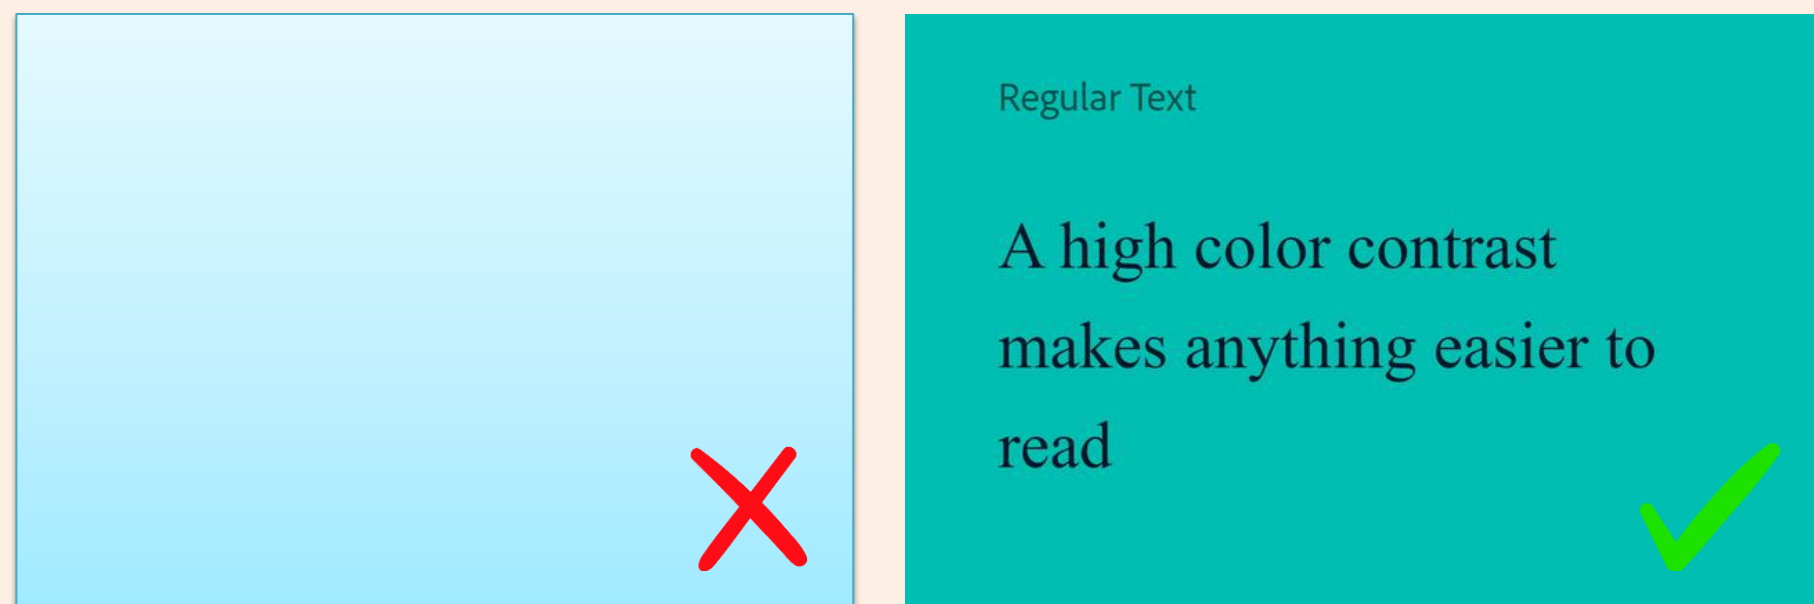 Regular Text
A high color contrast
makes anything easier to
read